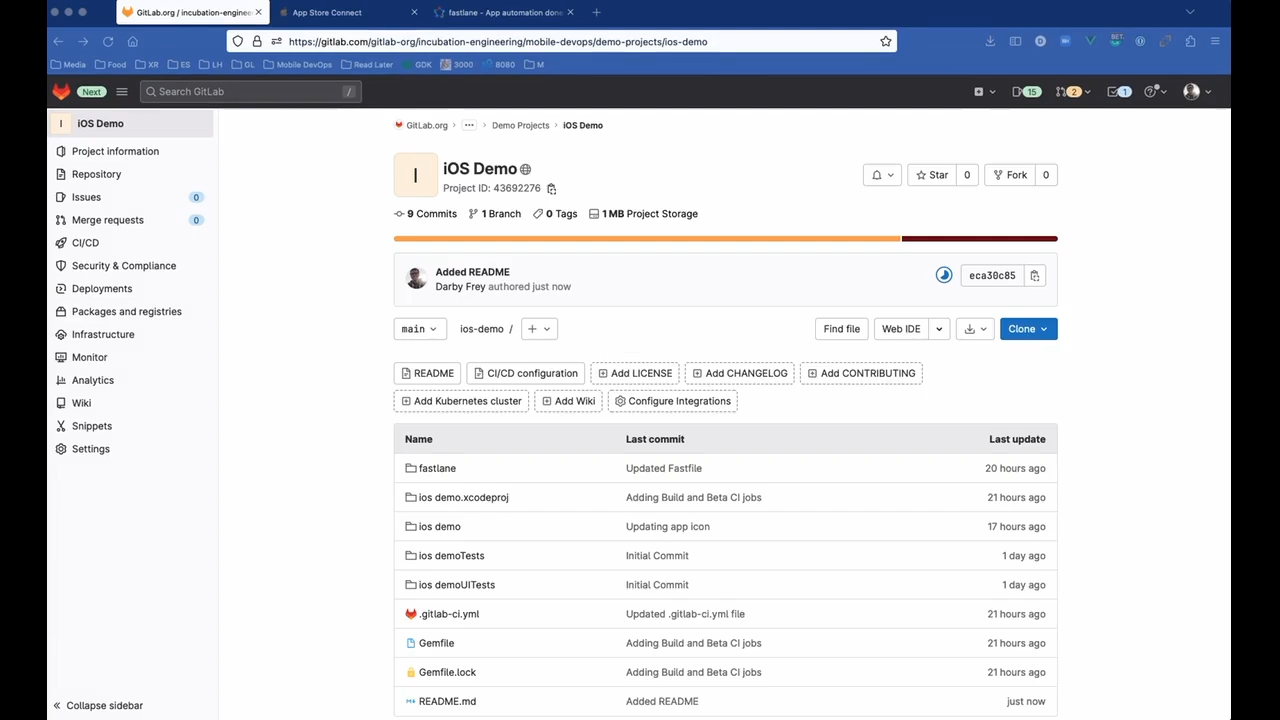 GitLab.org / incubation-enginee
App Store Connect
fastlane - App automation done
https://gitlab.com/gitlab-org/incubation-engineering/mobile-devops/demo-projects/ios-demo
Media Food XR ES LH GL Mobile DevOps Read Later GDK 3000 8080 M
Next Search GitLab / 15 2 1
I iOS Demo
Project information
Repository
Issues 0
Merge requests 0
CI/CD
Security & Compliance
Deployments
Packages and registries
Infrastructure
Monitor
Analytics
Wiki
Snippets
Settings
Collapse sidebar
GitLab.org ... Demo Projects iOS Demo
I iOS Demo
Project ID: 43692276
Star 0 Fork 0
9 Commits 1 Branch 0 Tags 1 MB Project Storage
Added README
Darby Frey authored just now
eca30c85
main ios-demo / +
Find file Web IDE Clone
README CI/CD configuration Add LICENSE Add CHANGELOG Add CONTRIBUTING
Add Kubernetes cluster Add Wiki Configure Integrations
Name Last commit Last update
fastlane Updated Fastfile 20 hours ago
ios demo.xcodeproj Adding Build and Beta CI jobs 21 hours ago
ios demo Updating app icon 17 hours ago
ios demoTests Initial Commit 1 day ago
ios demoUITests Initial Commit 1 day ago
.gitlab-ci.yml Updated .gitlab-ci.yml file 21 hours ago
Gemfile Adding Build and Beta CI jobs 21 hours ago
Gemfile.lock Adding Build and Beta CI jobs 21 hours ago
README.md Added README just now